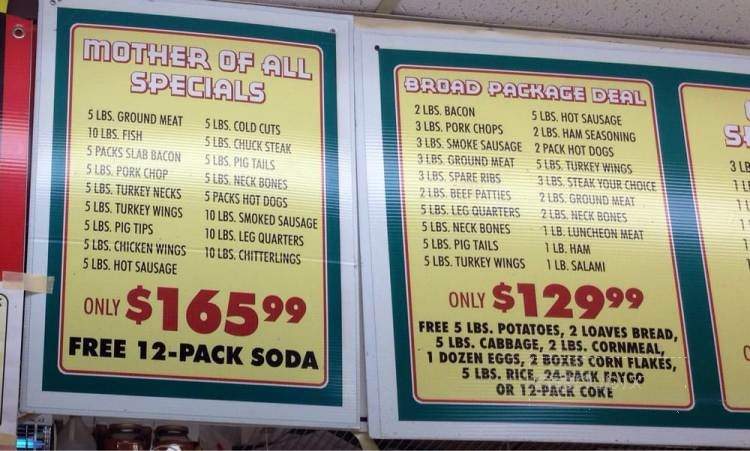 MOTHER OF ALL
SPECIALS
5 LBS. GROUND MEAT
10 LBS. FISH
5 PACKS SLAB BACON
5 LBS. PORK CHOP
5 LBS. TURKEY NECKS
5 LBS. TURKEY WINGS
5 LBS. PIG TIPS
5 LBS. CHICKEN WINGS
5 LBS. HOT SAUSAGE
5 LBS. COLD CUTS
5 LBS. CHUCK STEAK
5 LBS. PIG TAILS
5 LBS. NECK BONES
5 PACKS HOT DOGS
10 LBS. SMOKED SAUSAGE
10 LBS. LEG QUARTERS
10 LBS. CHITTERLINGS
ONLY $165.99
FREE 12-PACK SODA
BROAD PACKAGE DEAL
2 LBS. BACON
3 LBS. PORK CHOPS
3 LBS. SMOKE SAUSAGE
3 LBS. GROUND MEAT
3 LBS. SPARE RIBS
2 LBS. BEEF PATTIES
5 LBS. LEG QUARTERS
5 LBS. NECK BONES
5 LBS. PIG TAILS
5 LBS. TURKEY WINGS
5 LBS. HOT SAUSAGE
2 LBS. HAM SEASONING
2 PACK HOT DOGS
5 LBS. TURKEY WINGS
3 LBS. STEAK YOUR CHOICE
2 LBS. GROUND MEAT
2 LBS. NECK BONES
1 LB. LUNCHEON MEAT
1 LB. HAM
1 LB. SALAMI
ONLY $129.99
FREE 5 LBS. POTATOES, 2 LOAVES BREAD,
5 LBS. CABBAGE, 2 LBS. CORNMEAL,
1 DOZEN EGGS, 2 BOXES CORN FLAKES,
5 LBS. RICE, 24-PACK FAYGO
OR 12-PACK COKE